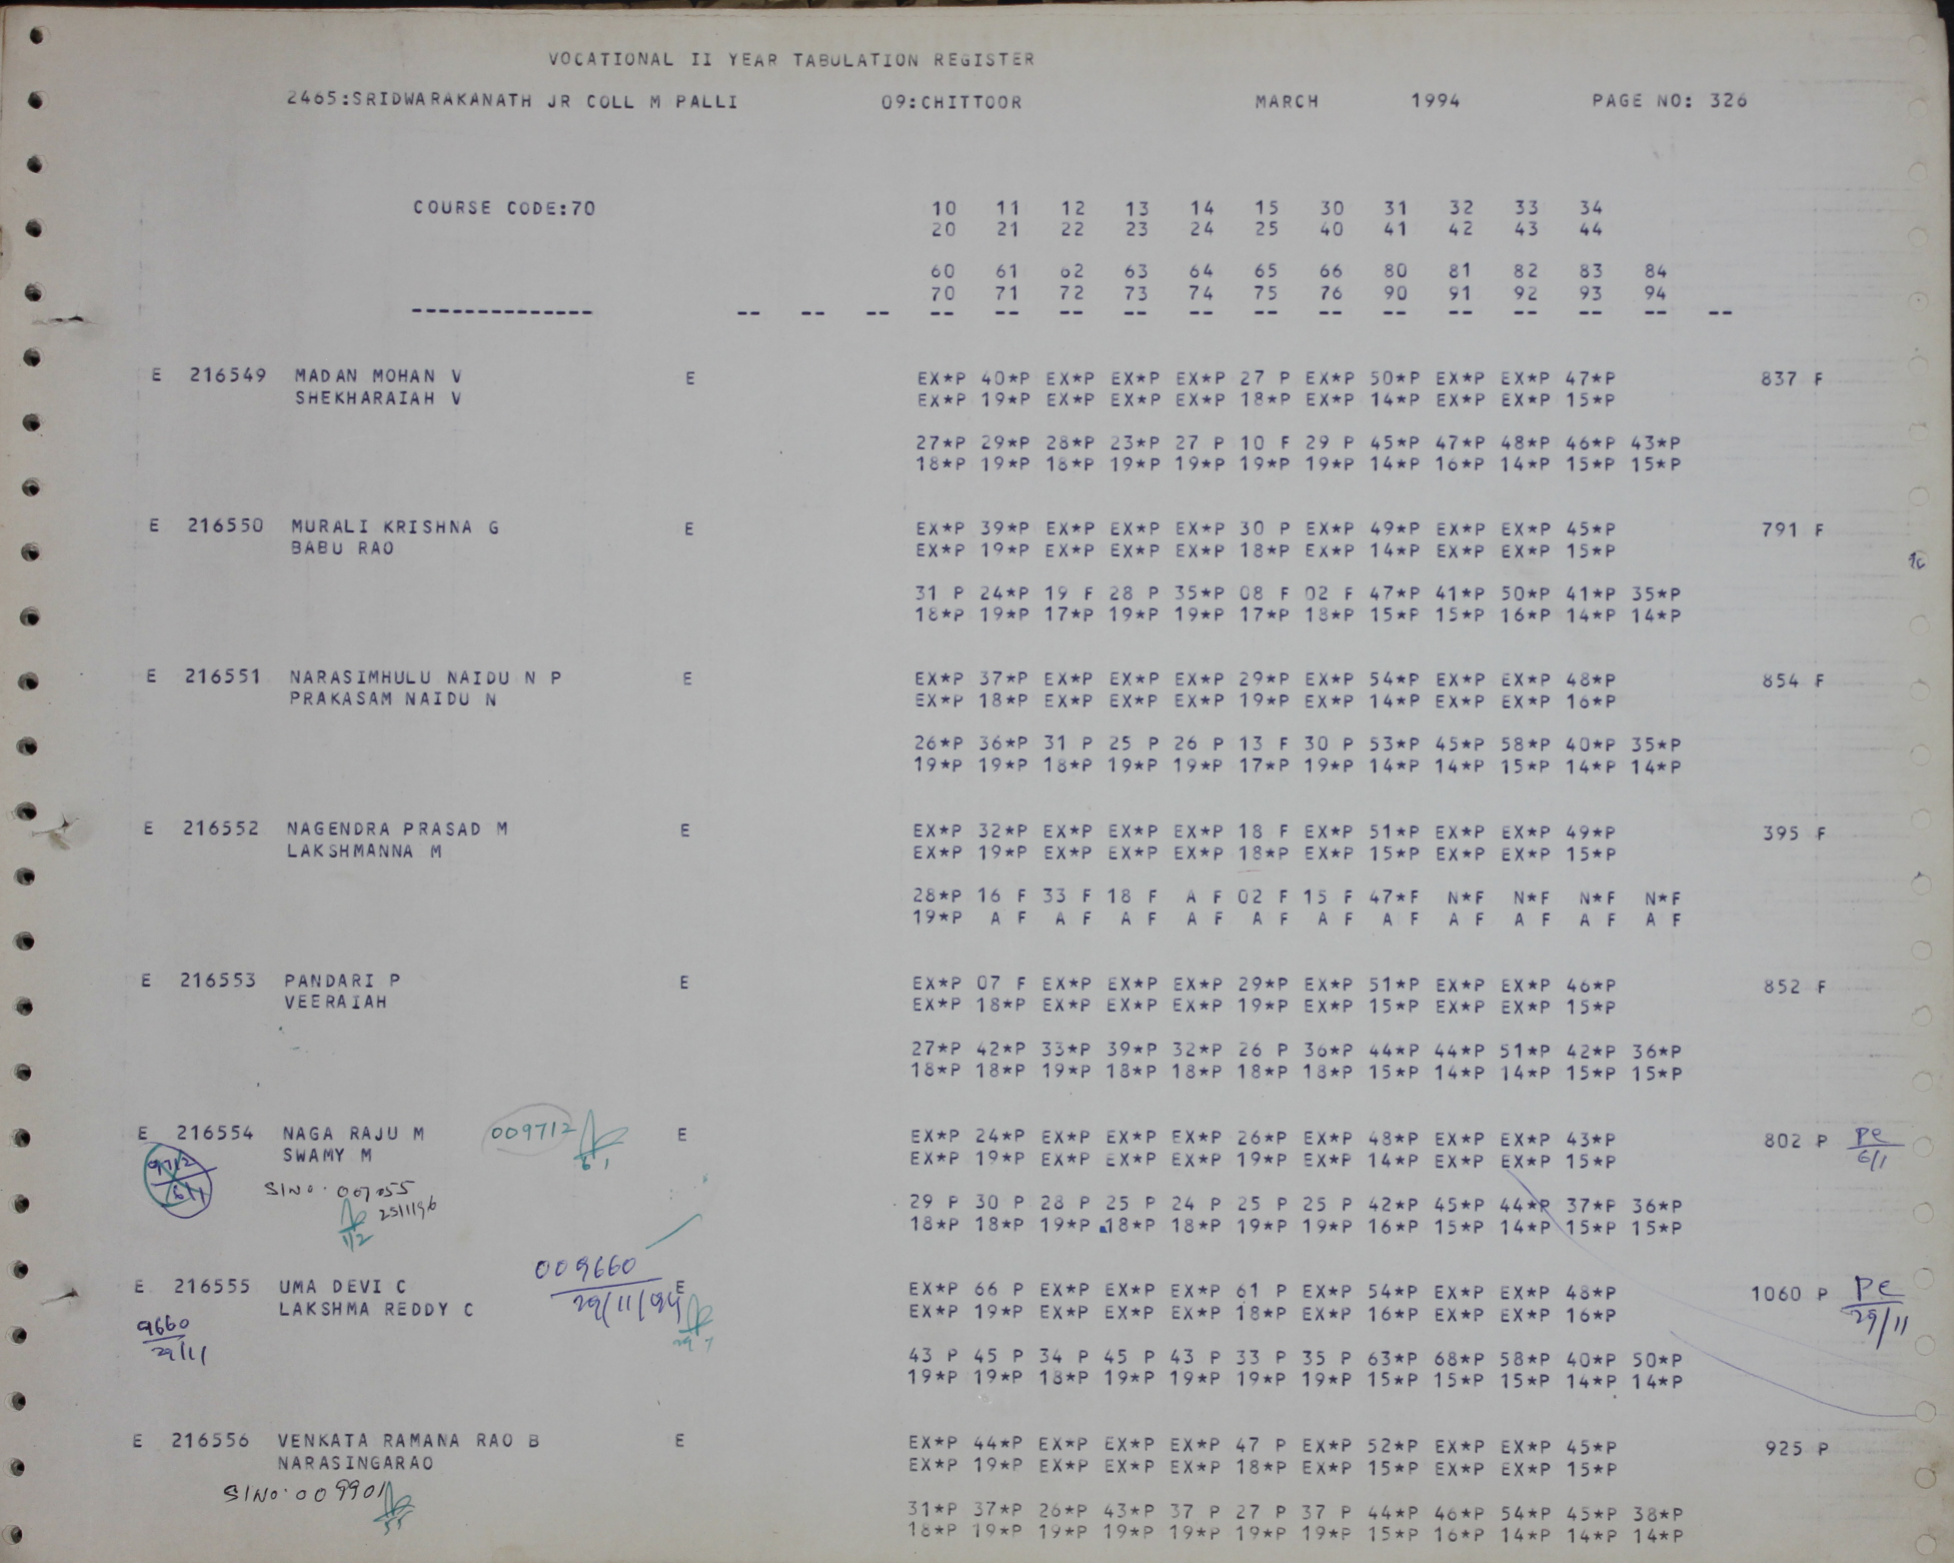 VOCATIONAL II YEAR TABULATION REGISTER
2465:SRIDWARAKANATH JR COLL M PALLI 09:CHITTOOR MARCH 1994 PAGE NO: 326
COURSE CODE:70 10 11 12 13 14 15 30 31 32 33 34
20 21 22 23 24 25 40 41 42 43 44
60 61 62 63 64 65 66 80 81 82 83 84
70 71 72 73 74 75 76 90 91 92 93 94
-------------- -- -- -- -- -- -- -- -- -- -- -- -- -- -- -- --
E 216549 MADAN MOHAN V E EX*P 40*P EX*P EX*P EX*P 27 P EX*P 50*P EX*P EX*P 47*P 837 F
SHEKHARAIAH V EX*P 19*P EX*P EX*P EX*P 18*P EX*P 14*P EX*P EX*P 15*P
27*P 29*P 28*P 23*P 27 P 10 F 29 P 45*P 47*P 48*P 46*P 43*P
18*P 19*P 18*P 19*P 19*P 19*P 19*P 14*P 16*P 14*P 15*P 15*P
E 216550 MURALI KRISHNA G E EX*P 39*P EX*P EX*P EX*P 30 P EX*P 49*P EX*P EX*P 45*P 791 F
BABU RAO EX*P 19*P EX*P EX*P EX*P 18*P EX*P 14*P EX*P EX*P 15*P
31 P 24*P 19 F 28 P 35*P 08 F 02 F 47*P 41*P 50*P 41*P 35*P
18*P 19*P 17*P 19*P 19*P 17*P 18*P 15*P 15*P 16*P 14*P 14*P
E 216551 NARASIMHULU NAIDU N P E EX*P 37*P EX*P EX*P EX*P 29*P EX*P 54*P EX*P EX*P 48*P 854 F
PRAKASAM NAIDU N EX*P 18*P EX*P EX*P EX*P 19*P EX*P 14*P EX*P EX*P 16*P
26*P 36*P 31 P 25 P 26 P 13 F 30 P 53*P 45*P 58*P 40*P 35*P
19*P 19*P 18*P 19*P 19*P 17*P 19*P 14*P 14*P 15*P 14*P 14*P
E 216552 NAGENDRA PRASAD M E EX*P 32*P EX*P EX*P EX*P 18 F EX*P 51*P EX*P EX*P 49*P 395 F
LAKSHMANNA M EX*P 19*P EX*P EX*P EX*P 18*P EX*P 15*P EX*P EX*P 15*P
28*P 16 F 33 F 18 F A F 02 F 15 F 47*F N*F N*F N*F N*F
19*P A F A F A F A F A F A F A F A F A F A F A F
E 216553 PANDARI P E EX*P 07 F EX*P EX*P EX*P 29*P EX*P 51*P EX*P EX*P 46*P 852 F
VEERAIAH EX*P 18*P EX*P EX*P EX*P 19*P EX*P 15*P EX*P EX*P 15*P
27*P 42*P 33*P 39*P 32*P 26 P 36*P 44*P 44*P 51*P 42*P 36*P
18*P 18*P 19*P 18*P 18*P 18*P 18*P 15*P 14*P 14*P 15*P 15*P
E 216554 NAGA RAJU M 009712 E EX*P 24*P EX*P EX*P EX*P 26*P EX*P 48*P EX*P EX*P 43*P 802 P PC
SWAMY M EX*P 19*P EX*P EX*P EX*P 19*P EX*P 14*P EX*P EX*P 15*P 6/1
9712
6/1
29 P 30 P 28 P 25 P 24 P 25 P 25 P 42*P 45*P 44*P 37*P 36*P
18*P 18*P 19*P 18*P 18*P 19*P 19*P 16*P 15*P 14*P 15*P 15*P
009660
E 216555 UMA DEVI C E EX*P 66 P EX*P EX*P EX*P 61 P EX*P 54*P EX*P EX*P 48*P 1060 P PC
LAKSHMA REDDY C 29/11/94 EX*P 19*P EX*P EX*P EX*P 18*P EX*P 16*P EX*P EX*P 16*P 29/11
9660
29/11
43 P 45 P 34 P 45 P 43 P 33 P 35 P 63*P 68*P 58*P 40*P 50*P
19*P 19*P 18*P 19*P 19*P 19*P 19*P 15*P 15*P 15*P 14*P 14*P
E 216556 VENKATA RAMANA RAO B E EX*P 44*P EX*P EX*P EX*P 47 P EX*P 52*P EX*P EX*P 45*P 925 P
NARASINGARAO EX*P 19*P EX*P EX*P EX*P 18*P EX*P 15*P EX*P EX*P 15*P
Sl No. 009901
31*P 37*P 26*P 43*P 37 P 27 P 37 P 44*P 46*P 54*P 45*P 38*P
18*P 19*P 19*P 19*P 19*P 19*P 19*P 15*P 16*P 14*P 14*P 14*P